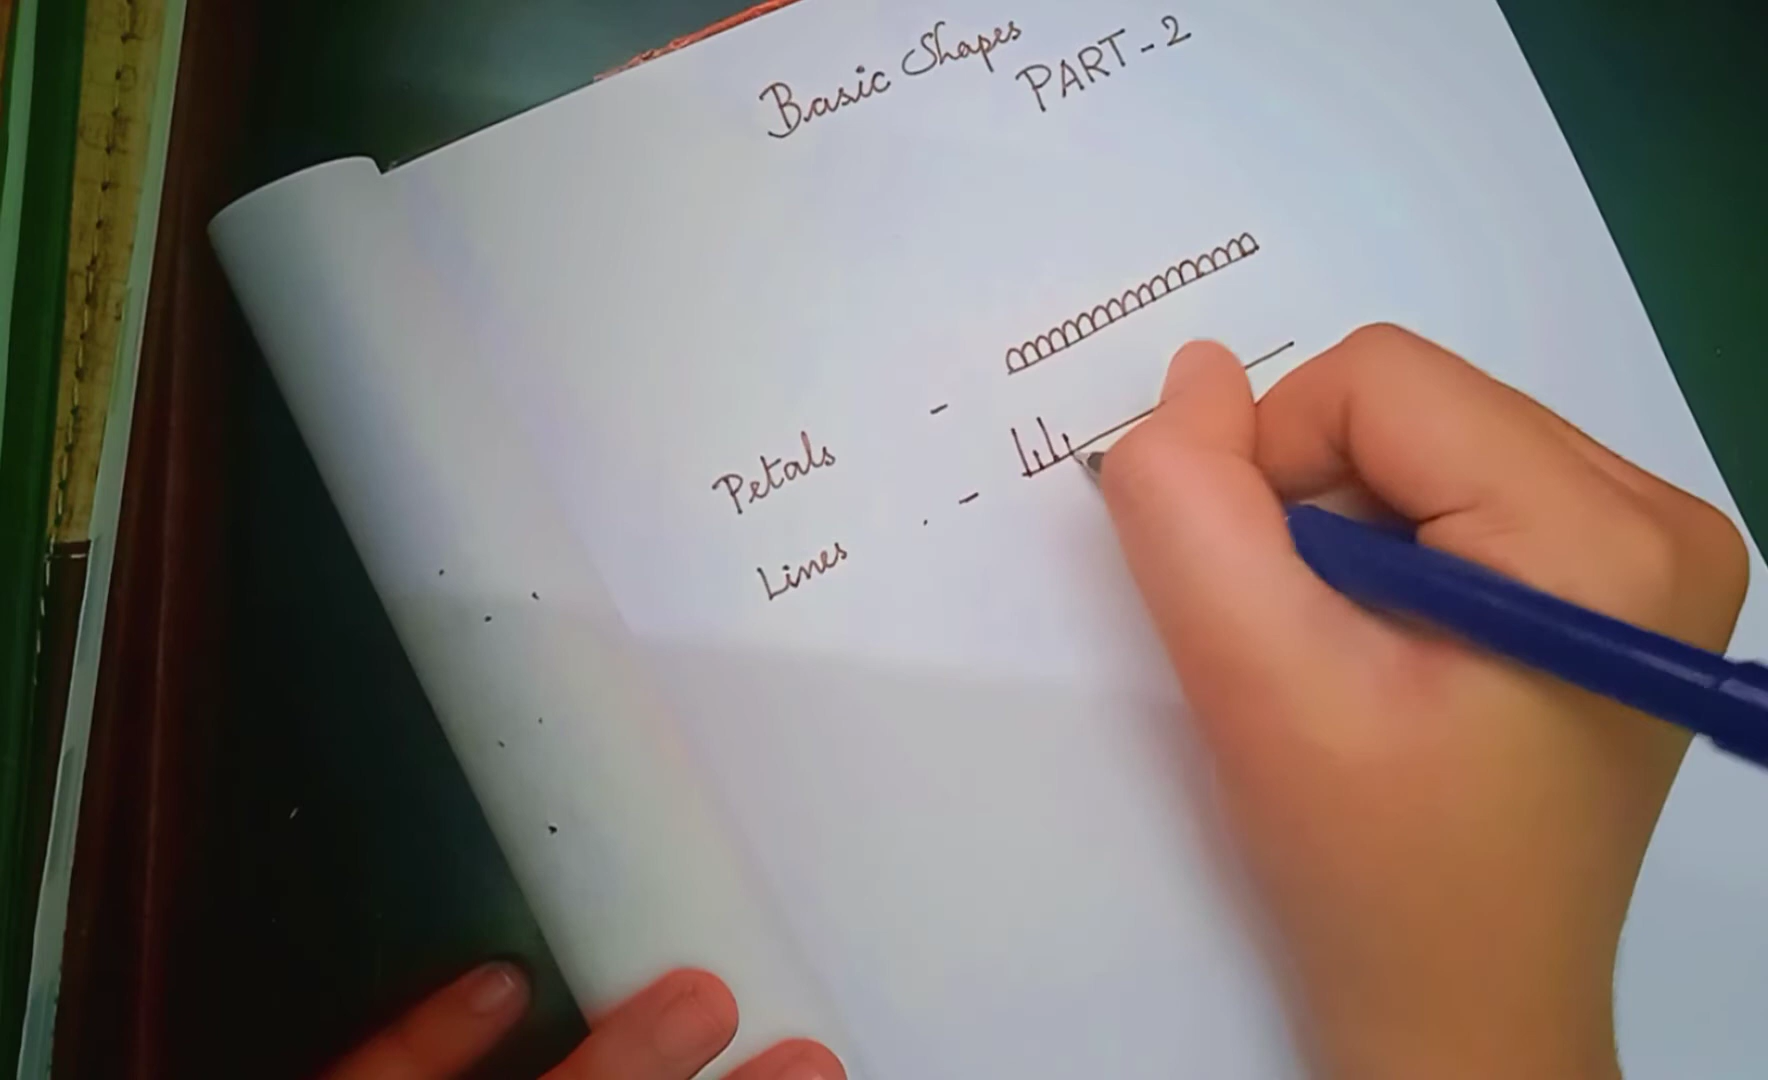 Basic Shapes
PART-2
Petals -
Lines . -